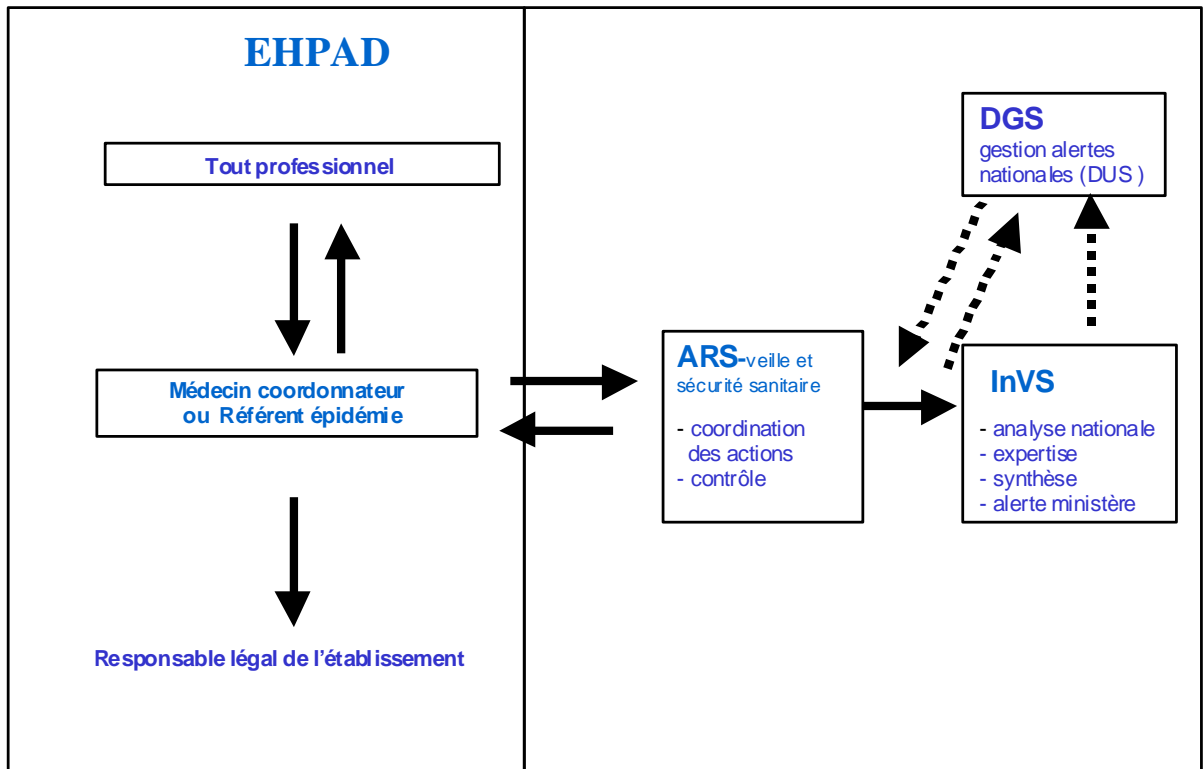 EHPAD
Tout professionnel
Médecin coordonnateur
ou Référent épidémie
Responsable légal de l'établissement
DGS
gestion alertes
nationales (DUS )
ARS-veille et
sécurité sanitaire
- coordination
des actions
- contrôle
InVS
- analyse nationale
- expertise
- synthèse
- alerte ministère